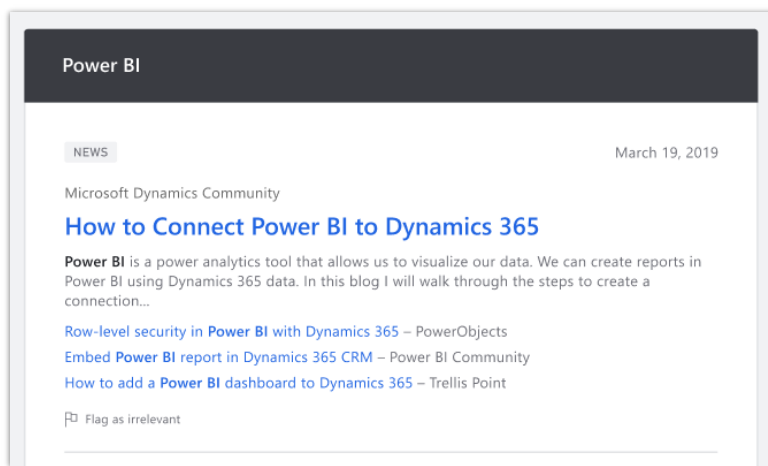 Power BI
NEWS
March 19, 2019
Microsoft Dynamics Community
How to Connect Power BI to Dynamics 365
Power BI is a power analytics tool that allows us to visualize our data. We can create reports in
Power BI using Dynamics 365 data. In this blog I will walk through the steps to create a
connection...
Row-level security in Power BI with Dynamics 365 – PowerObjects
Embed Power BI report in Dynamics 365 CRM – Power BI Community
How to add a Power BI dashboard to Dynamics 365 – Trellis Point
Flag as irrelevant